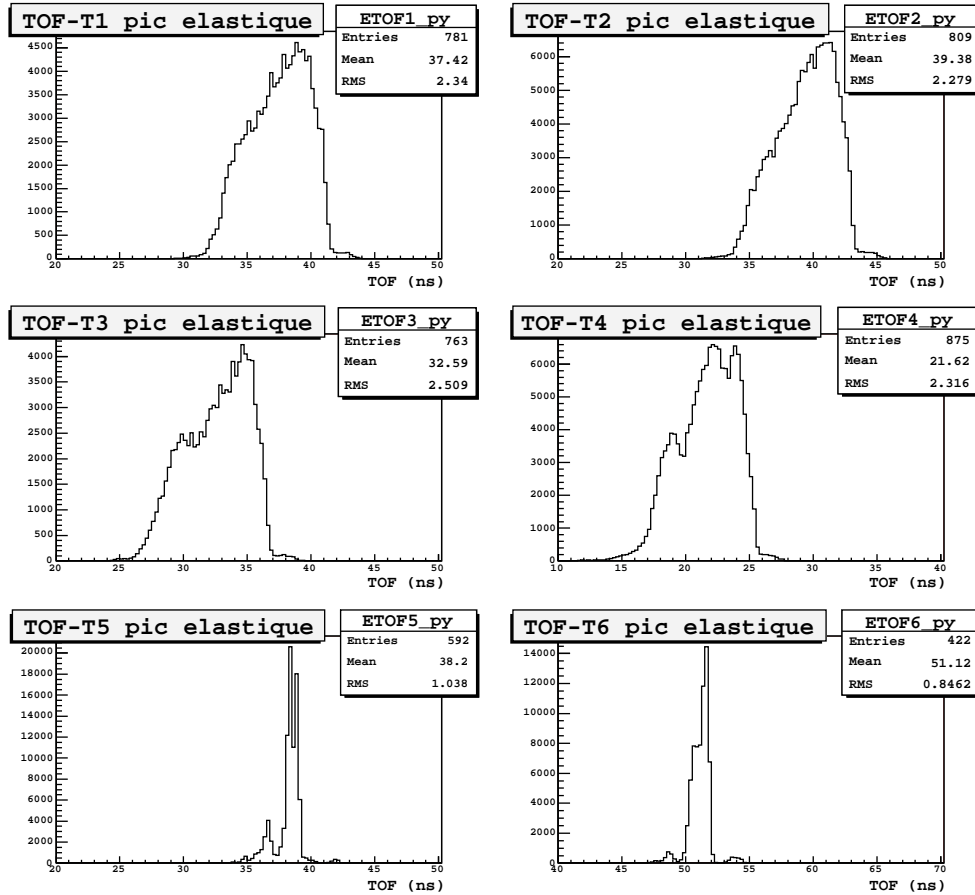 TOF-T1 pic elastique
ETOF1_py
Entries 781
Mean 37.42
RMS 2.34
4500
4000
3500
3000
2500
2000
1500
1000
500
0
20 25 30 35 40 45 50
TOF (ns)
TOF-T2 pic elastique
ETOF2_py
Entries 809
Mean 39.38
RMS 2.279
6000
5000
4000
3000
2000
1000
0
20 25 30 35 40 45 50
TOF (ns)
TOF-T3 pic elastique
ETOF3_py
Entries 763
Mean 32.59
RMS 2.509
4000
3500
3000
2500
2000
1500
1000
500
0
20 25 30 35 40 45 50
TOF (ns)
TOF-T4 pic elastique
ETOF4_py
Entries 875
Mean 21.62
RMS 2.316
6000
5000
4000
3000
2000
1000
0
10 15 20 25 30 35 40
TOF (ns)
TOF-T5 pic elastique
ETOF5_py
Entries 592
Mean 38.2
RMS 1.038
20000
18000
16000
14000
12000
10000
8000
6000
4000
2000
0
20 25 30 35 40 45 50
TOF (ns)
TOF-T6 pic elastique
ETOF6_py
Entries 422
Mean 51.12
RMS 0.8462
14000
12000
10000
8000
6000
4000
2000
0
40 45 50 55 60 65 70
TOF (ns)